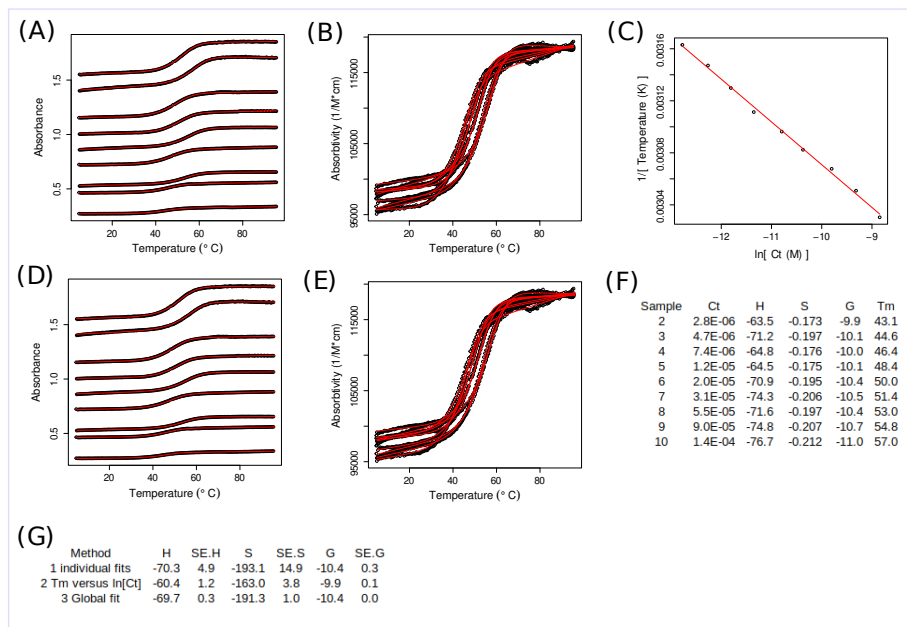 (A)
Absorbance
0.5
1.0
1.5
20
40
60
80
Temperature (° C)
(B)
Absorbtivity (1/M*cm)
95000
105000
115000
20
40
60
80
Temperature (° C)
(C)
1/[ Temperature (K) ]
0.00304
0.00308
0.00312
0.00316
-12
-11
-10
-9
ln[ Ct (M) ]
(D)
Absorbance
0.5
1.0
1.5
20
40
60
80
Temperature (° C)
(E)
Absorbtivity (1/M*cm)
95000
105000
115000
20
40
60
80
Temperature (° C)
(F)
Sample Ct H S G Tm
2 2.8E-06 -63.5 -0.173 -9.9 43.1
3 4.7E-06 -71.2 -0.197 -10.1 44.6
4 7.4E-06 -64.8 -0.176 -10.0 46.4
5 1.2E-05 -64.5 -0.175 -10.1 48.4
6 2.0E-05 -70.9 -0.195 -10.4 50.0
7 3.1E-05 -74.3 -0.206 -10.5 51.4
8 5.5E-05 -71.6 -0.197 -10.4 53.0
9 9.0E-05 -74.8 -0.207 -10.7 54.8
10 1.4E-04 -76.7 -0.212 -11.0 57.0
(G)
Method H SE.H S SE.S G SE.G
1 individual fits -70.3 4.9 -193.1 14.9 -10.4 0.3
2 Tm versus ln[Ct] -60.4 1.2 -163.0 3.8 -9.9 0.1
3 Global fit -69.7 0.3 -191.3 1.0 -10.4 0.0